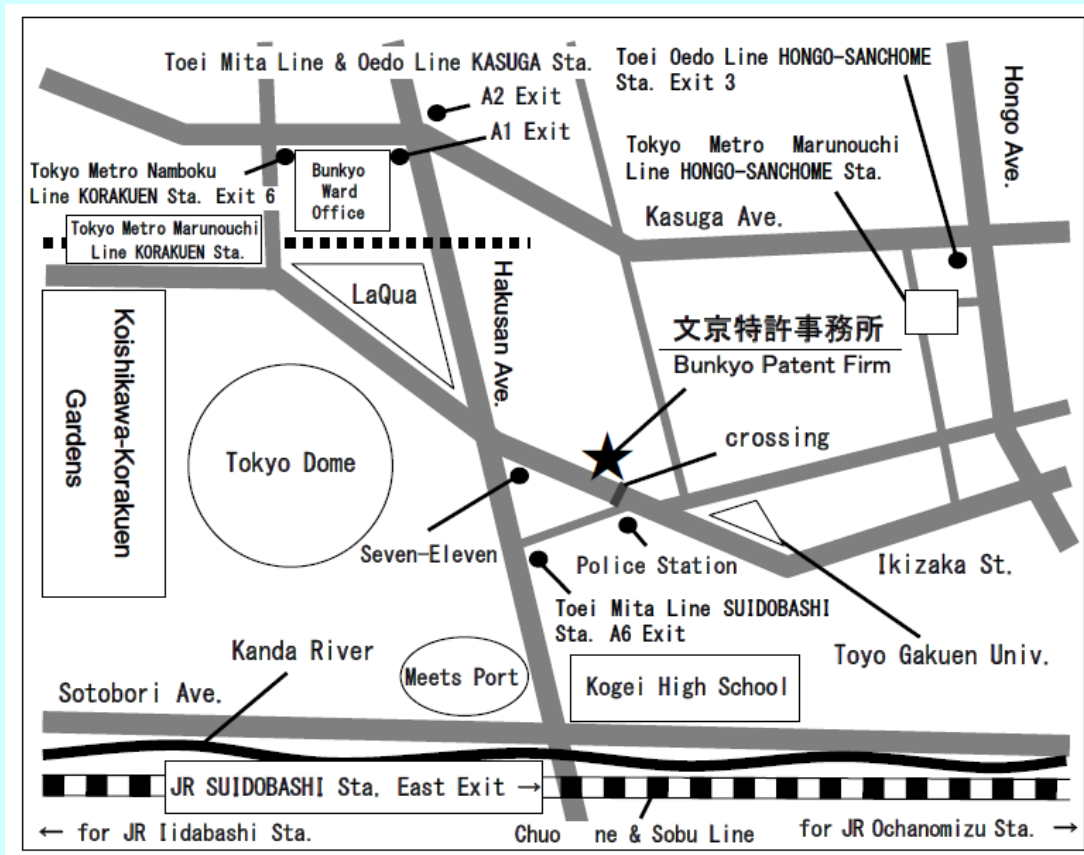 Toei Mita Line & Oedo Line KASUGA Sta.
A2 Exit
A1 Exit
Toei Oedo Line HONGO-SANCHOME
Sta. Exit 3
Hongo Ave.
Tokyo Metro Namboku
Line KORAKUEN Sta. Exit 6
Bunkyo
Ward
Office
Tokyo Metro Marunouchi
Line HONGO-SANCHOME Sta.
Tokyo Metro Marunouchi
Line KORAKUEN Sta.
Kasuga Ave.
LaQua
Hakusan Ave.
Koishikawa-Korakuen
Gardens
文京特許事務所
Bunkyo Patent Firm
crossing
Tokyo Dome
Seven-Eleven
Police Station
Ikizaka St.
Toei Mita Line SUIDOBASHI
Sta. A6 Exit
Toyo Gakuen Univ.
Kanda River
Meets Port
Kogei High School
Sotobori Ave.
JR SUIDOBASHI Sta. East Exit →
← for JR Iidabashi Sta.
Chuo ne & Sobu Line
for JR Ochanomizu Sta. →